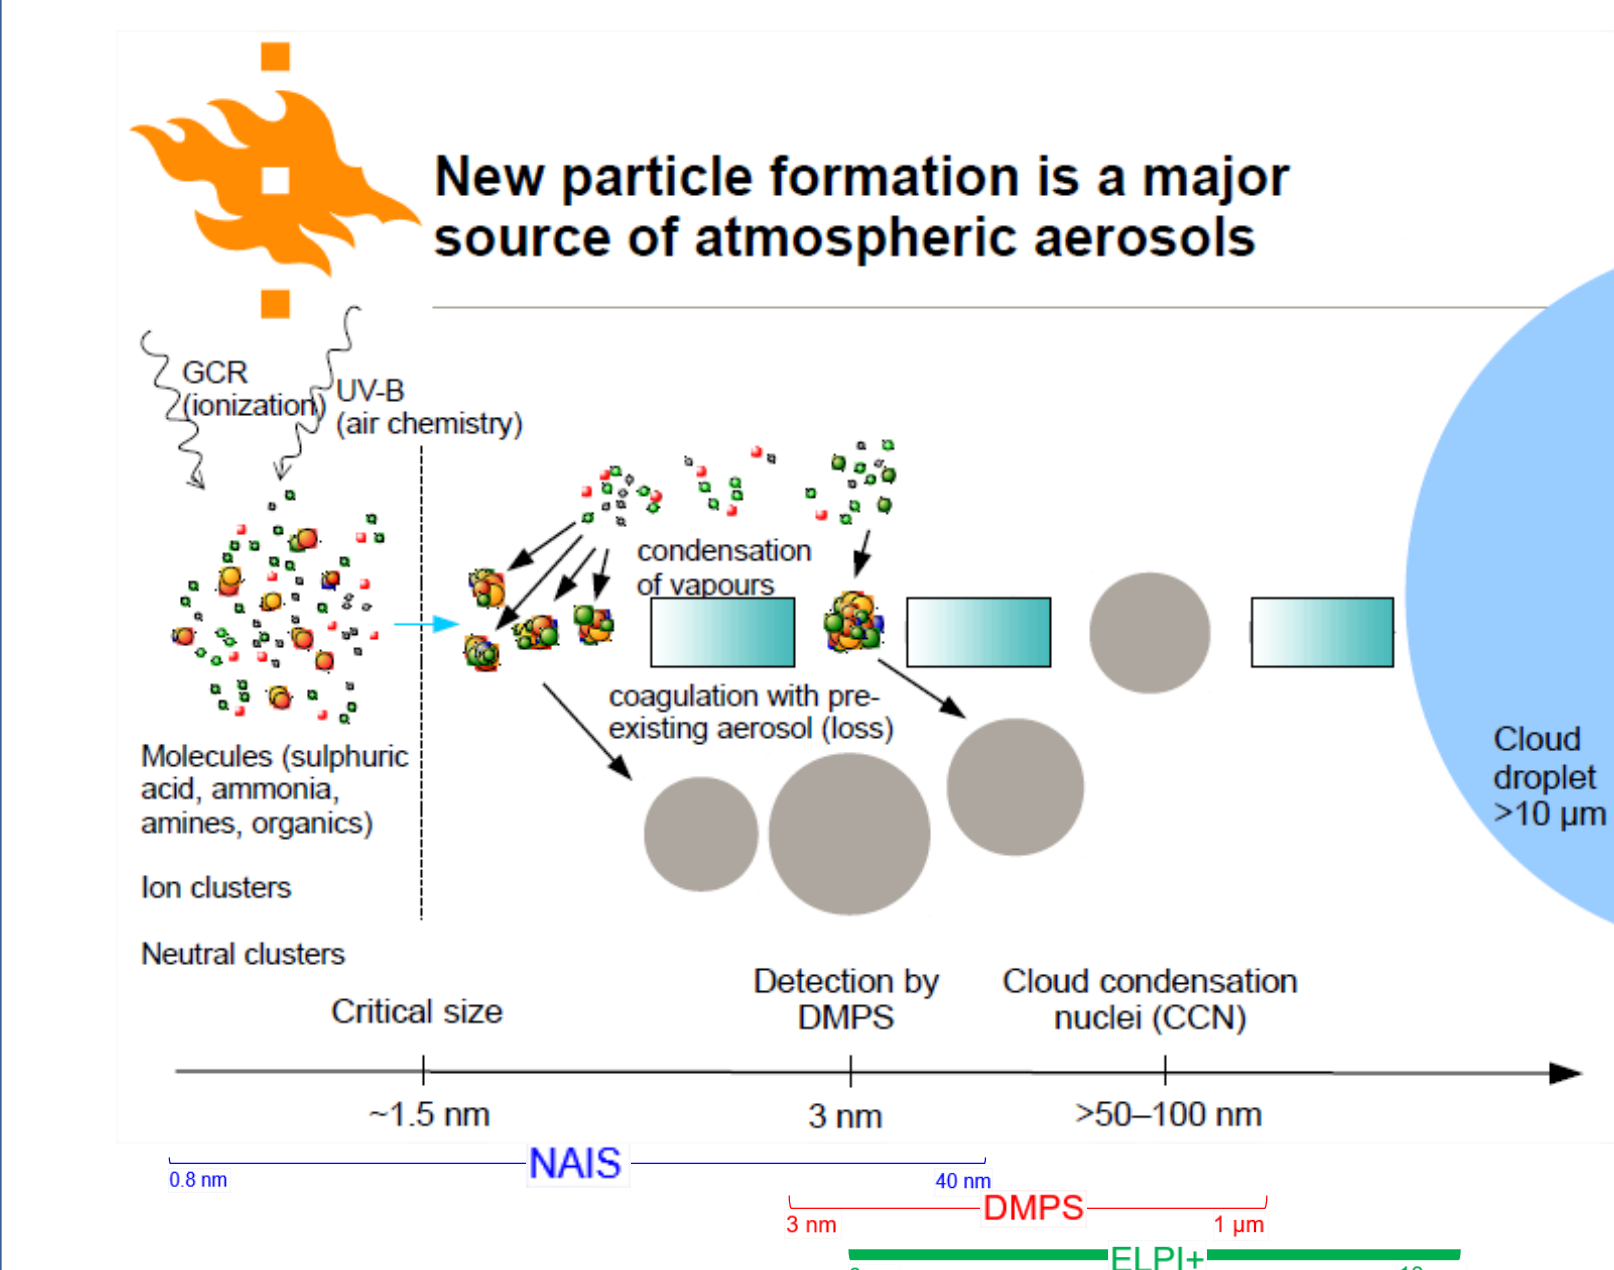 New particle formation is a major
source of atmospheric aerosols
GCR
(ionization)
UV-B
(air chemistry)
condensation
of vapours
coagulation with pre-
existing aerosol (loss)
Molecules (sulphuric
acid, ammonia,
amines, organics)
Ion clusters
Neutral clusters
Cloud
droplet
>10 µm
Critical size
Detection by
DMPS
Cloud condensation
nuclei (CCN)
~1.5 nm
3 nm
>50–100 nm
NAIS
0.8 nm
40 nm
DMPS
3 nm
1 µm
ELPI+